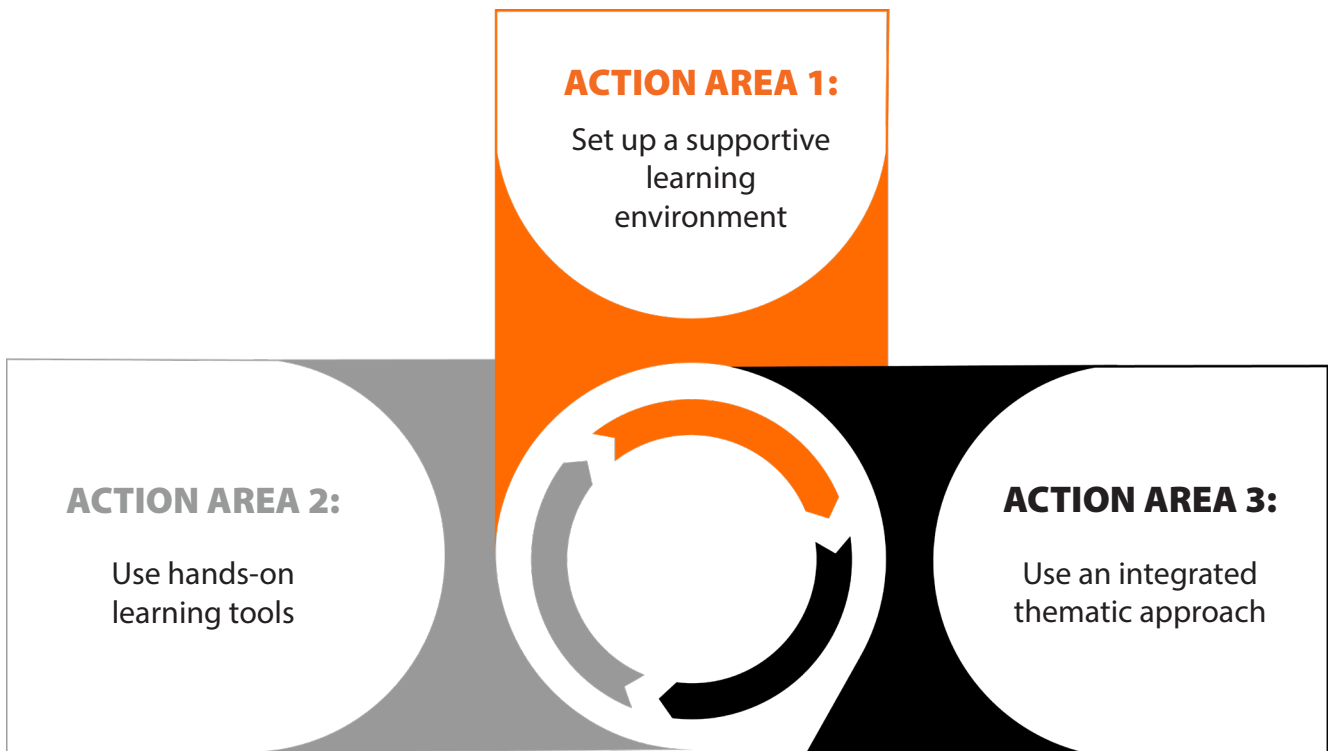 ACTION AREA 1:
Set up a supportive
learning
environment
ACTION AREA 2:
Use hands-on
learning tools
ACTION AREA 3:
Use an integrated
thematic approach